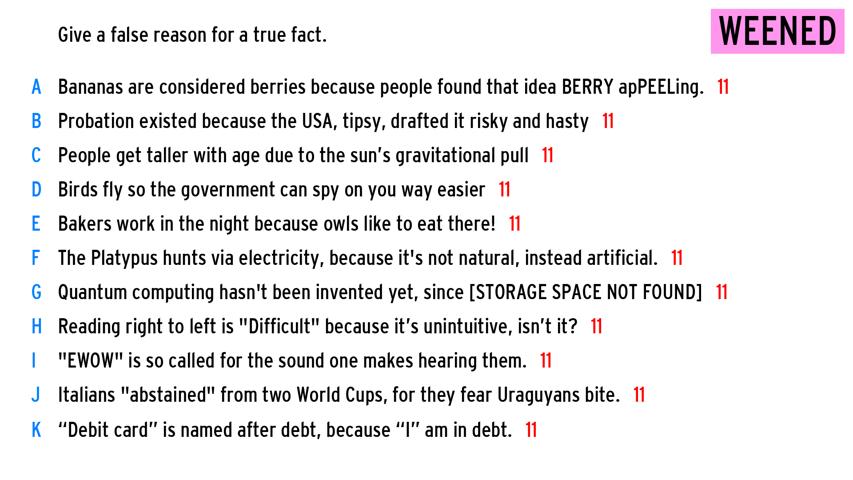 Give a false reason for a true fact.
WEENED
A Bananas are considered berries because people found that idea BERRY apPEELing. 11
B Probation existed because the USA, tipsy, drafted it risky and hasty 11
C People get taller with age due to the sun’s gravitational pull 11
D Birds fly so the government can spy on you way easier 11
E Bakers work in the night because owls like to eat there! 11
F The Platypus hunts via electricity, because it's not natural, instead artificial. 11
G Quantum computing hasn't been invented yet, since [STORAGE SPACE NOT FOUND] 11
H Reading right to left is "Difficult" because it’s unintuitive, isn’t it? 11
I "EWOW" is so called for the sound one makes hearing them. 11
J Italians "abstained" from two World Cups, for they fear Uraguyans bite. 11
K “Debit card” is named after debt, because “I” am in debt. 11